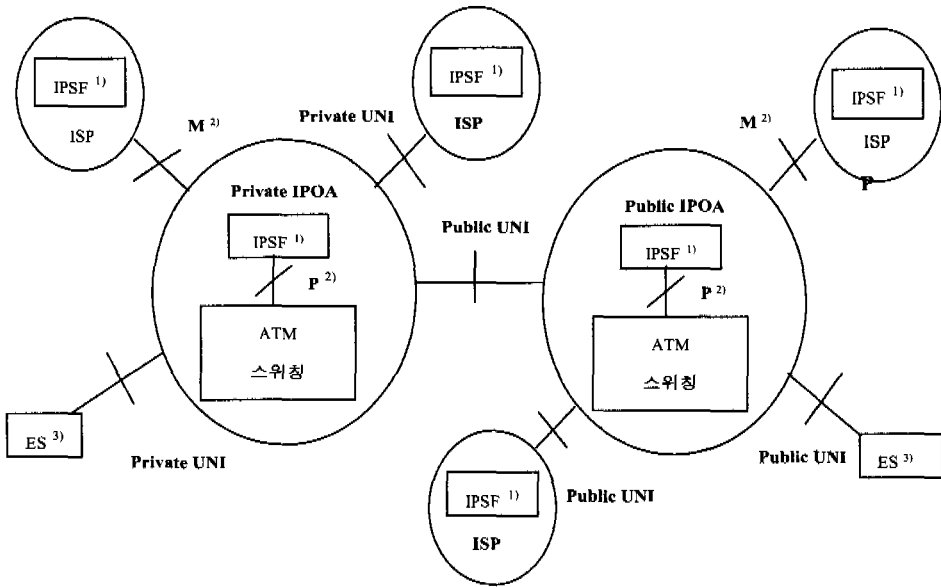 IPSF 1)
ISP
M 2)
Private UNI
IPSF 1)
ISP
M 2)
IPSF 1)
ISP
P
Private IPOA
IPSF 1)
P 2)
ATM
스위칭
Public UNI
Public IPOA
IPSF 1)
P 2)
ATM
스위칭
ES 3)
Private UNI
IPSF 1)
ISP
Public UNI
Public UNI
ES 3)